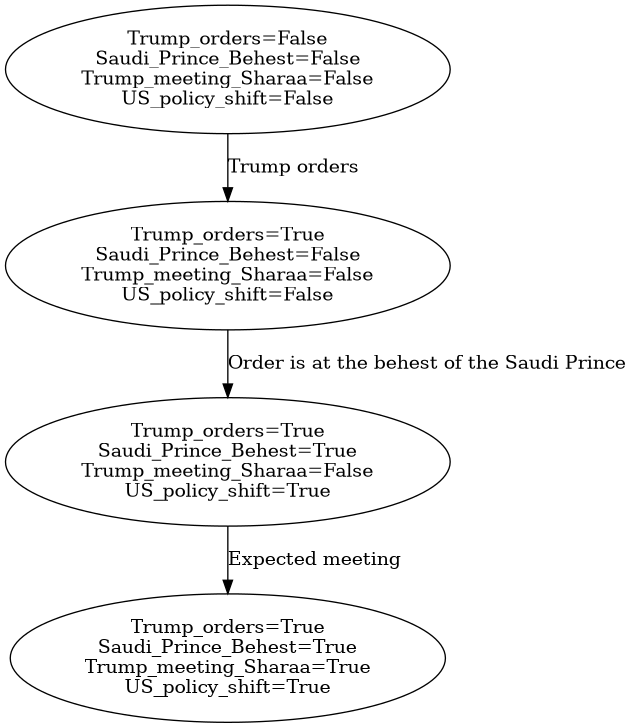 Trump_orders=False
Saudi_Prince_Behest=False
Trump_meeting_Sharaa=False
US_policy_shift=False
Trump orders
Trump_orders=True
Saudi_Prince_Behest=False
Trump_meeting_Sharaa=False
US_policy_shift=False
Order is at the behest of the Saudi Prince
Trump_orders=True
Saudi_Prince_Behest=True
Trump_meeting_Sharaa=False
US_policy_shift=True
Expected meeting
Trump_orders=True
Saudi_Prince_Behest=True
Trump_meeting_Sharaa=True
US_policy_shift=True